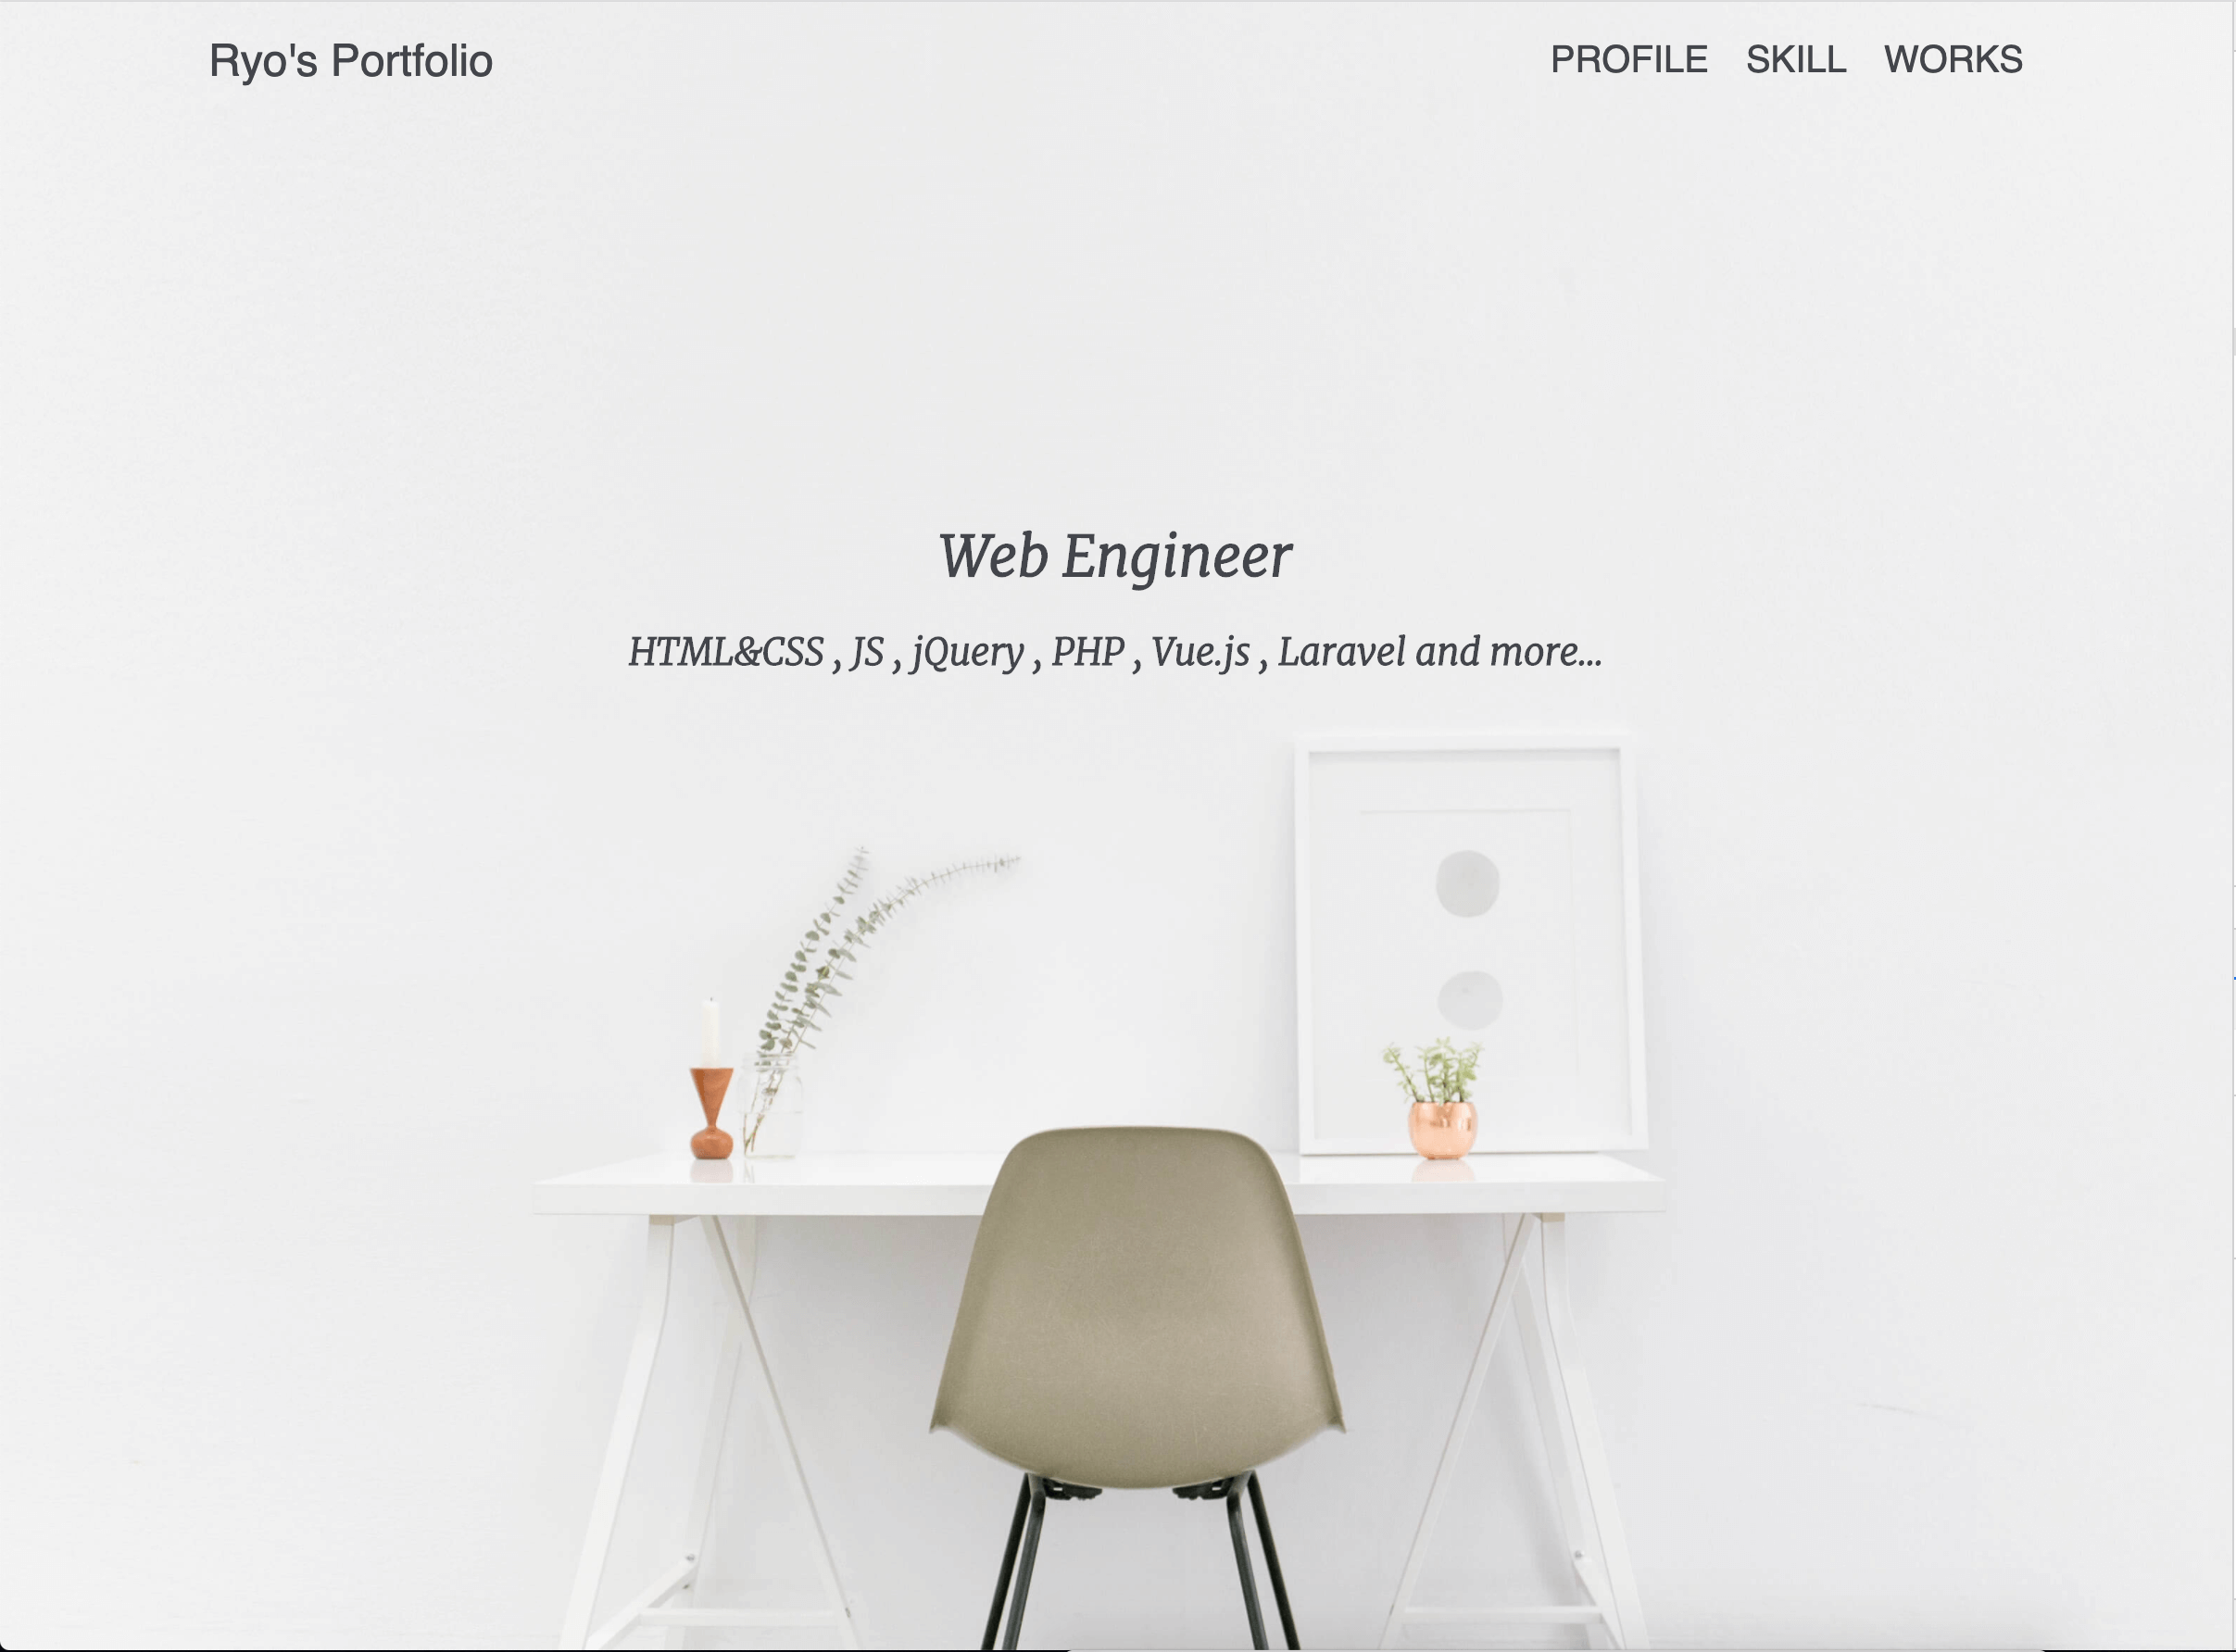 Ryo's Portfolio
PROFILE SKILL WORKS
Web Engineer
HTML&CSS , JS , jQuery , PHP , Vue.js , Laravel and more...